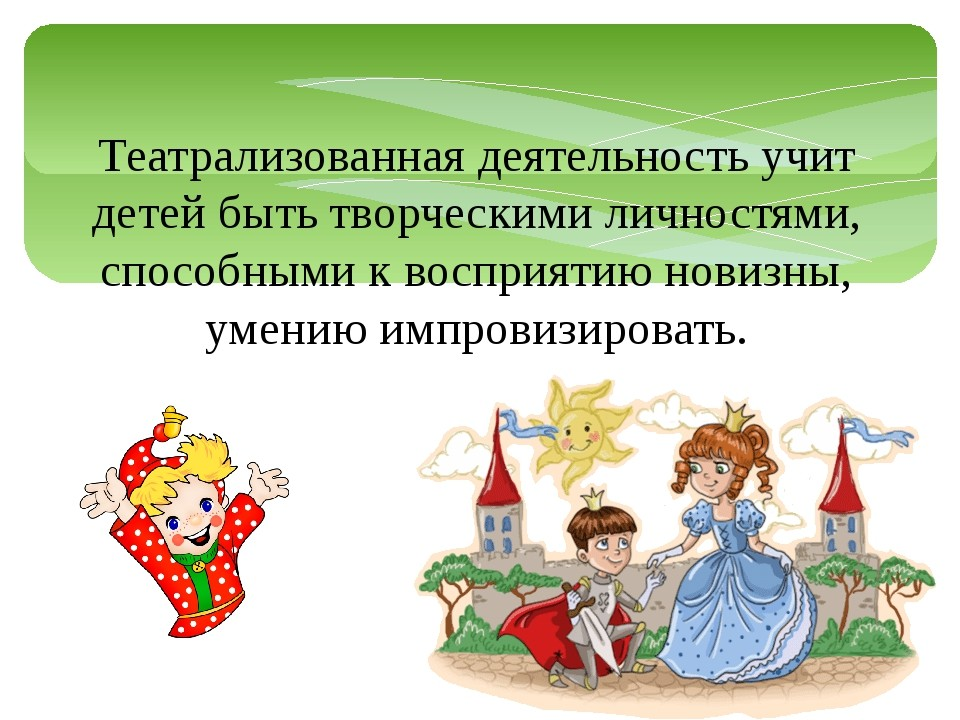 Театрализованная деятельность учит
детей быть творческими личностями,
способными к восприятию новизны,
умению импровизировать.